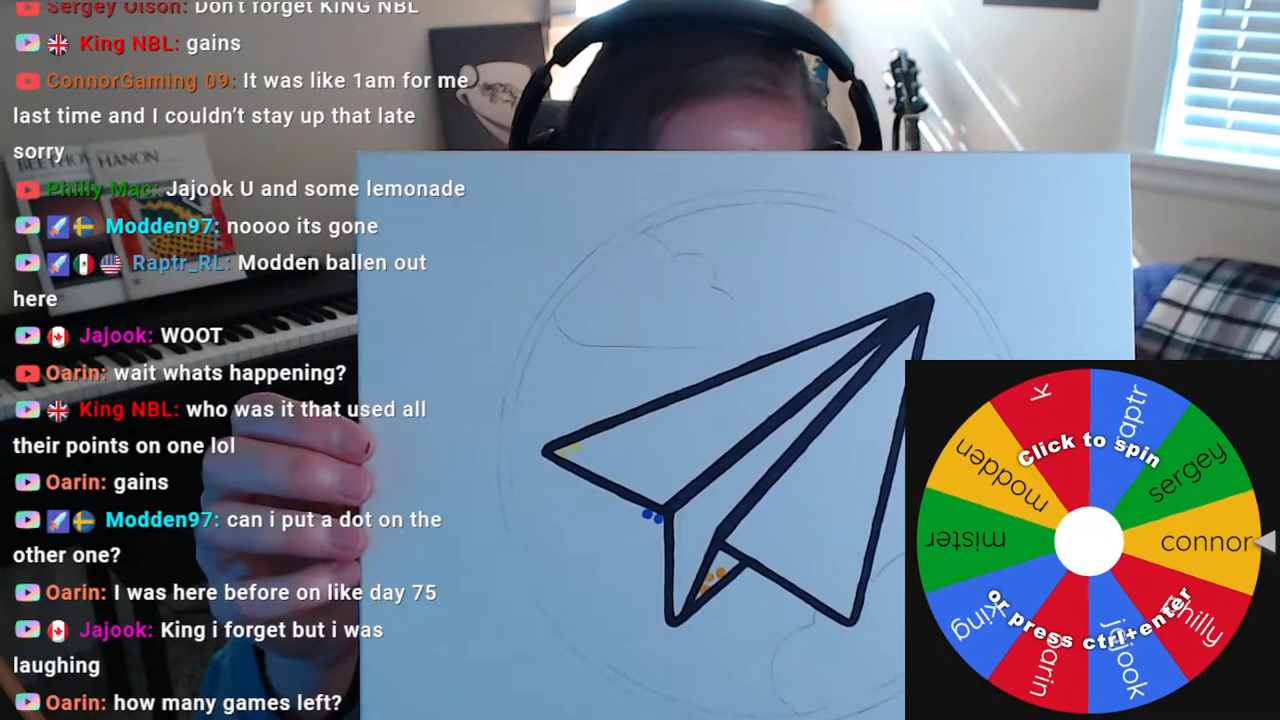 Sergey Olson: Don't forget KING NBL
King NBL: gains
ConnorGaming 09: It was like 1am for me
last time and I couldn't stay up that late
sorry
BEETHOV HANON
Philly Mac: Jajook U and some lemonade
Modden97: noooo its gone
Raptr_RL: Modden ballen out
here
Jajook: WOOT
Oarin: wait whats happening?
King NBL: who was it that used all
their points on one lol
Oarin: gains
Modden97: can i put a dot on the
other one?
Oarin: I was here before on like day 75
Jajook: King i forget but i was
laughing
Oarin: how many games left?
K
raptr
sergey
connor
philly
jajook
oarin
king
mister
modden
Click to spin
or press ctrl+enter